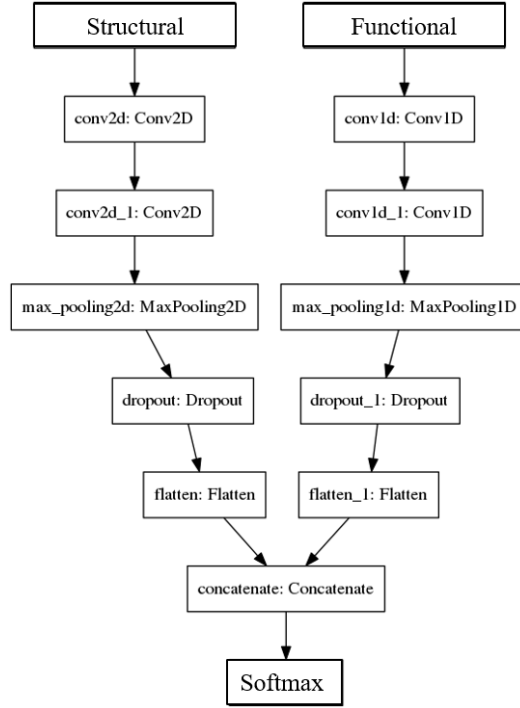 Structural
Functional
conv2d: Conv2D
conv1d: Conv1D
conv2d_1: Conv2D
conv1d_1: Conv1D
max_pooling2d: MaxPooling2D
max_pooling1d: MaxPooling1D
dropout: Dropout
dropout_1: Dropout
flatten: Flatten
flatten_1: Flatten
concatenate: Concatenate
Softmax